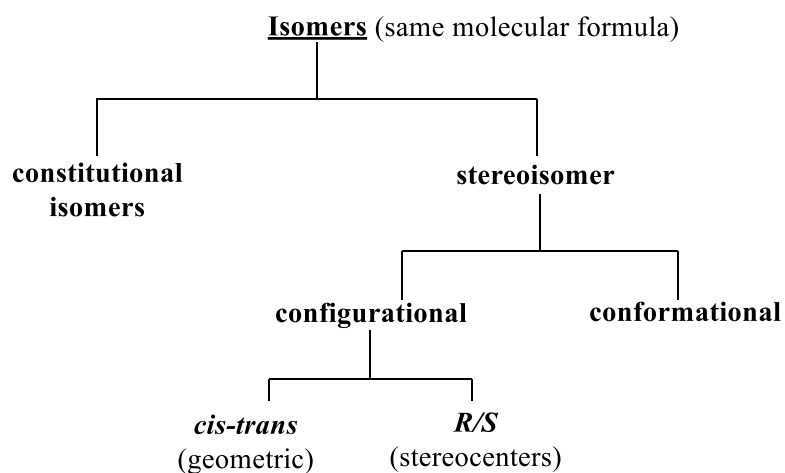 Isomers (same molecular formula)
constitutional
isomers
stereoisomer
configurational
conformational
cis-trans
(geometric)
R/S
(stereocenters)